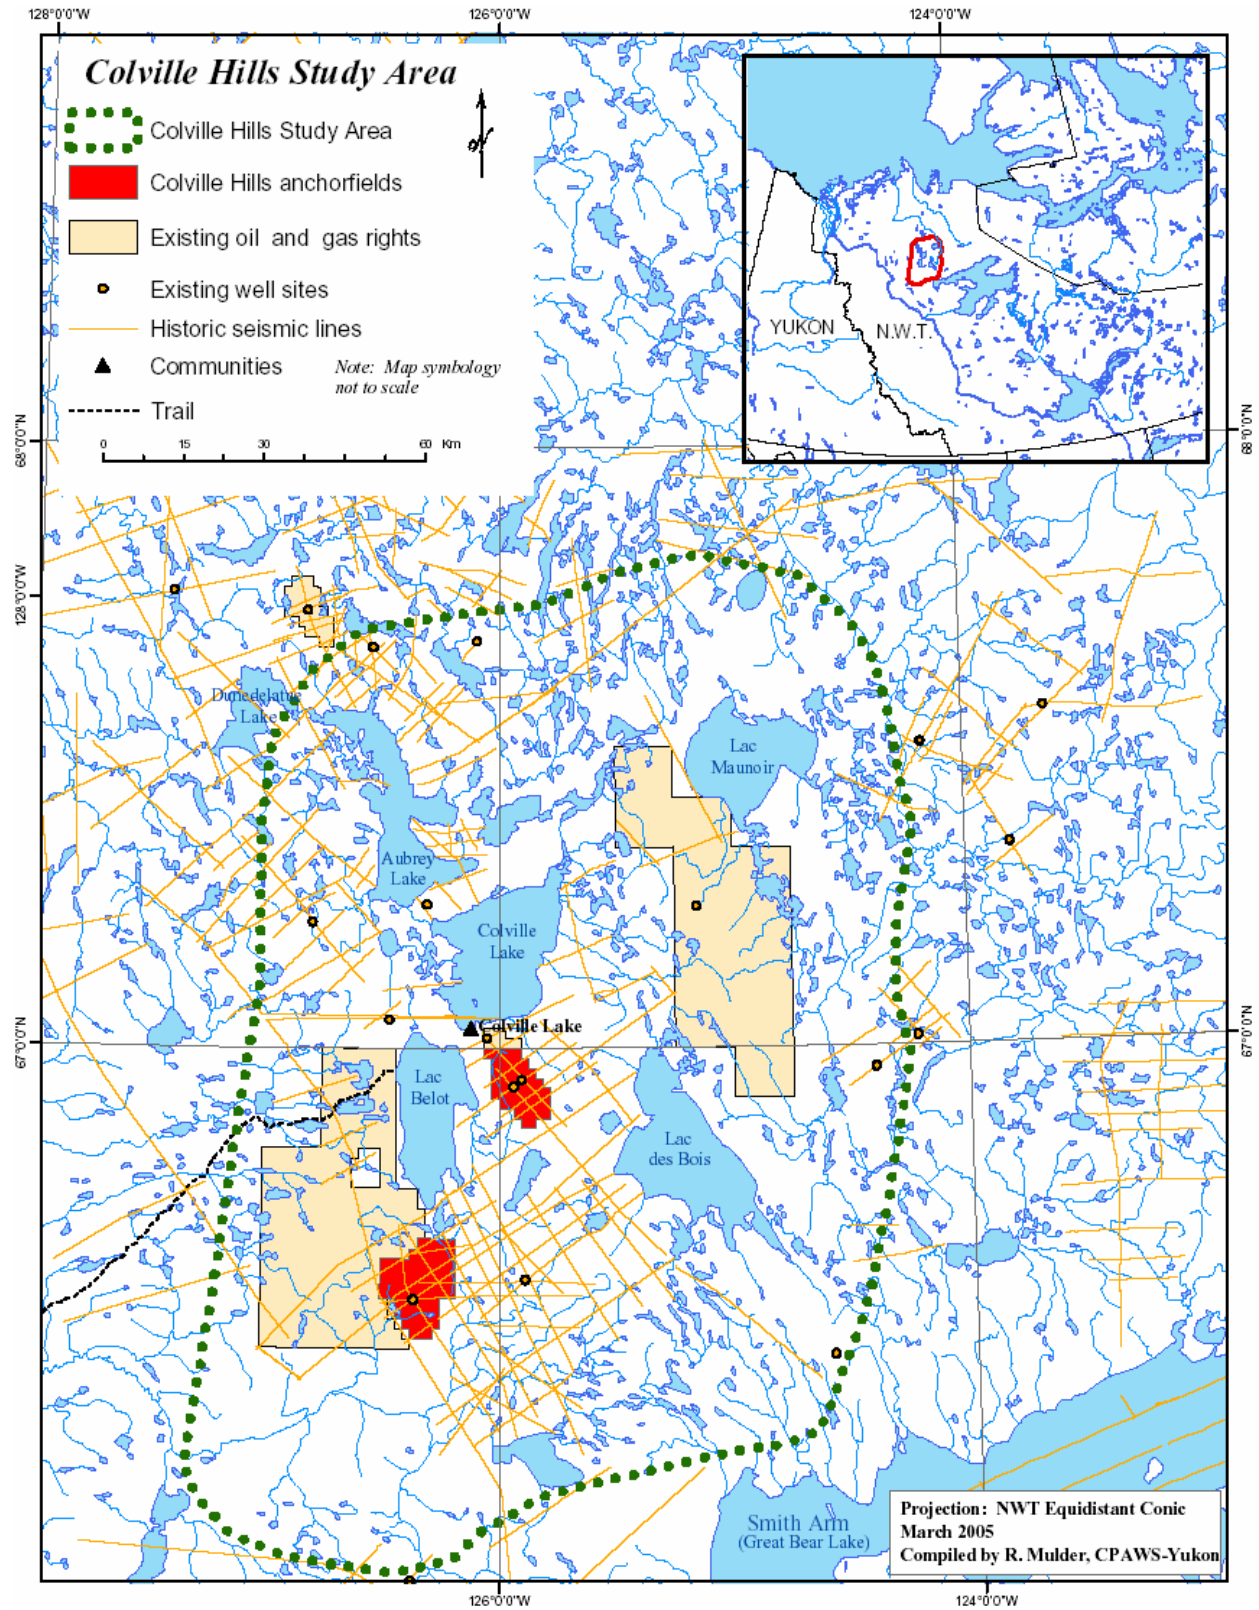 128°0'0"W
126°0'0"W
124°0'0"W
Colville Hills Study Area
Colville Hills Study Area
Colville Hills anchorfields
Existing oil and gas rights
Existing well sites
Historic seismic lines
Communities
Note: Map symbology
not to scale
Trail
0 15 30 60 Km
YUKON
N.W.T.
68°0'0"N
68°0'0"N
128°0'0"W
Dunedelatue
Lake
Lac
Maunoir
Aubrey
Lake
Colville
Lake
Colville Lake
67°0'0"N
67°0'0"N
Lac
Belot
Lac
des Bois
Smith Arm
(Great Bear Lake)
Projection: NWT Equidistant Conic
March 2005
Compiled by R. Mulder, CPAWS-Yukon
126°0'0"W
124°0'0"W